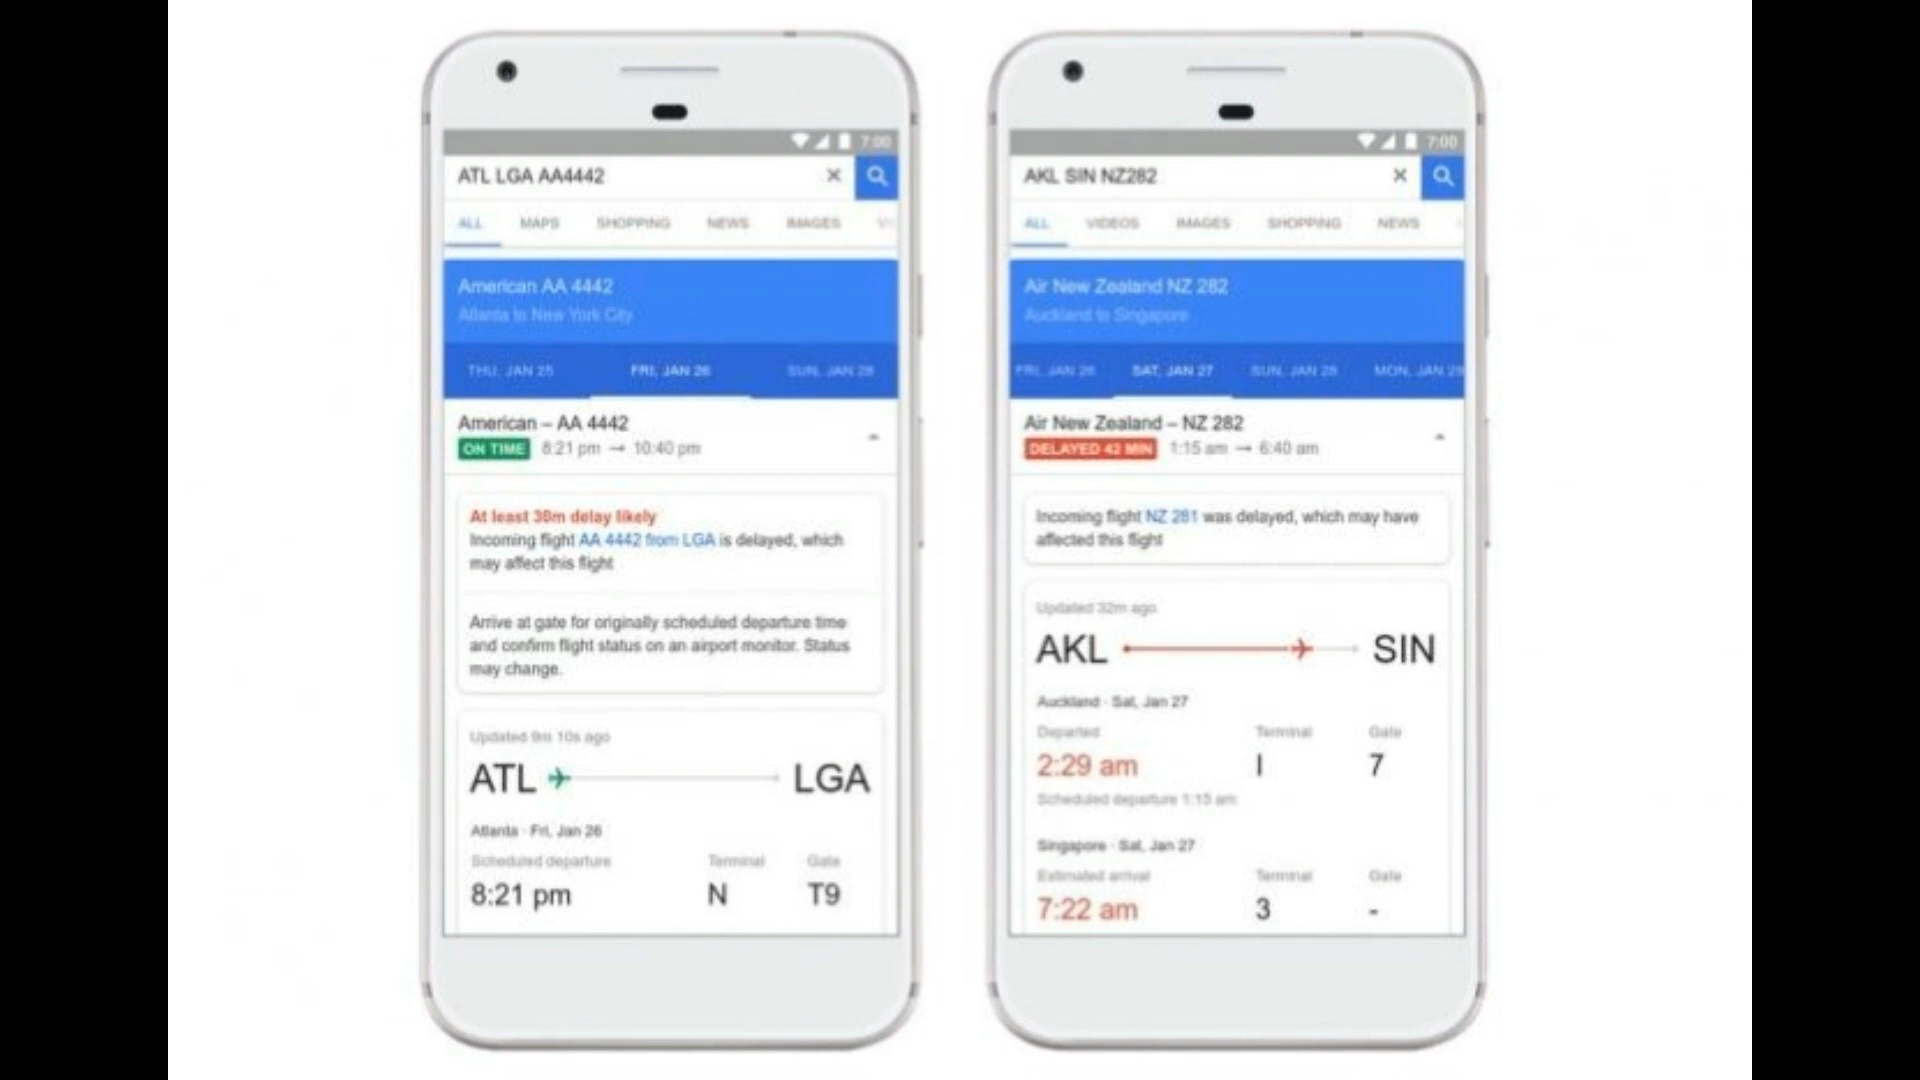 7:00
ATL LGA AA4442
ALL MAPS SHOPPING NEWS IMAGES
American AA 4442
Atlanta to New York City
THU, JAN 25 FRI, JAN 26 SUN, JAN 28
American – AA 4442
ON TIME 8:21 pm → 10:40 pm
At least 30m delay likely
Incoming flight AA 4442 from LGA is delayed, which
may affect this flight
Arrive at gate for originally scheduled departure time
and confirm flight status on an airport monitor. Status
may change.
Updated 9m 10s ago
ATL LGA
Atlanta · Fri, Jan 26
Scheduled departure Terminal Gate
8:21 pm N T9
7:00
AKL SIN NZ282
ALL VIDEOS IMAGES SHOPPING NEWS
Air New Zealand NZ 282
Auckland to Singapore
FRI, JAN 26 SAT, JAN 27 SUN, JAN 28 MON, JAN 29
Air New Zealand – NZ 282
DELAYED 42 MIN 1:15 am → 6:40 am
Incoming flight NZ 281 was delayed, which may have
affected this flight
Updated 32m ago
AKL SIN
Auckland · Sat, Jan 27
Departed Terminal Gate
2:29 am I 7
Scheduled departure 1:15 am
Singapore · Sat, Jan 27
Estimated arrival Terminal Gate
7:22 am 3 -